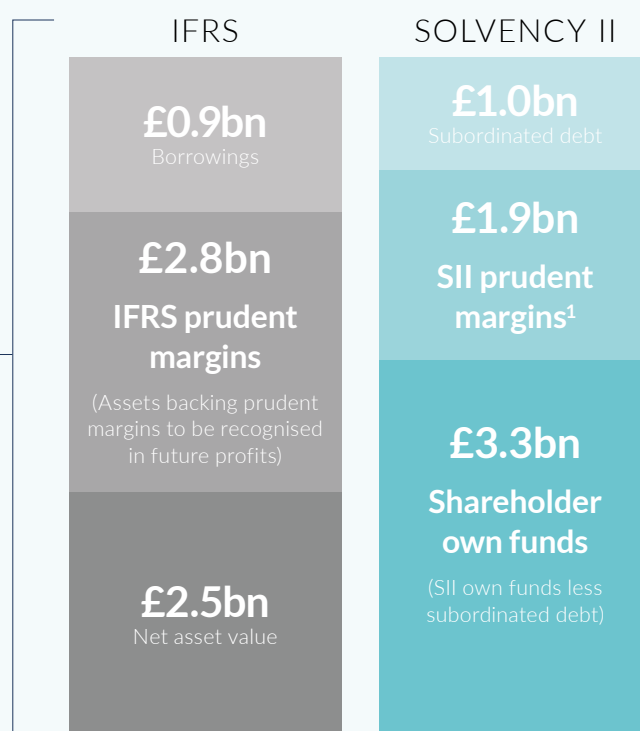 IFRS
£0.9bn
Borrowings
£2.8bn
IFRS prudent
margins
(Assets backing prudent
margins to be recognised
in future profits)
£2.5bn
Net asset value
SOLVENCY II
£1.0bn
Subordinated debt
£1.9bn
SII prudent
margins¹
£3.3bn
Shareholder
own funds
(SII own funds less
subordinated debt)